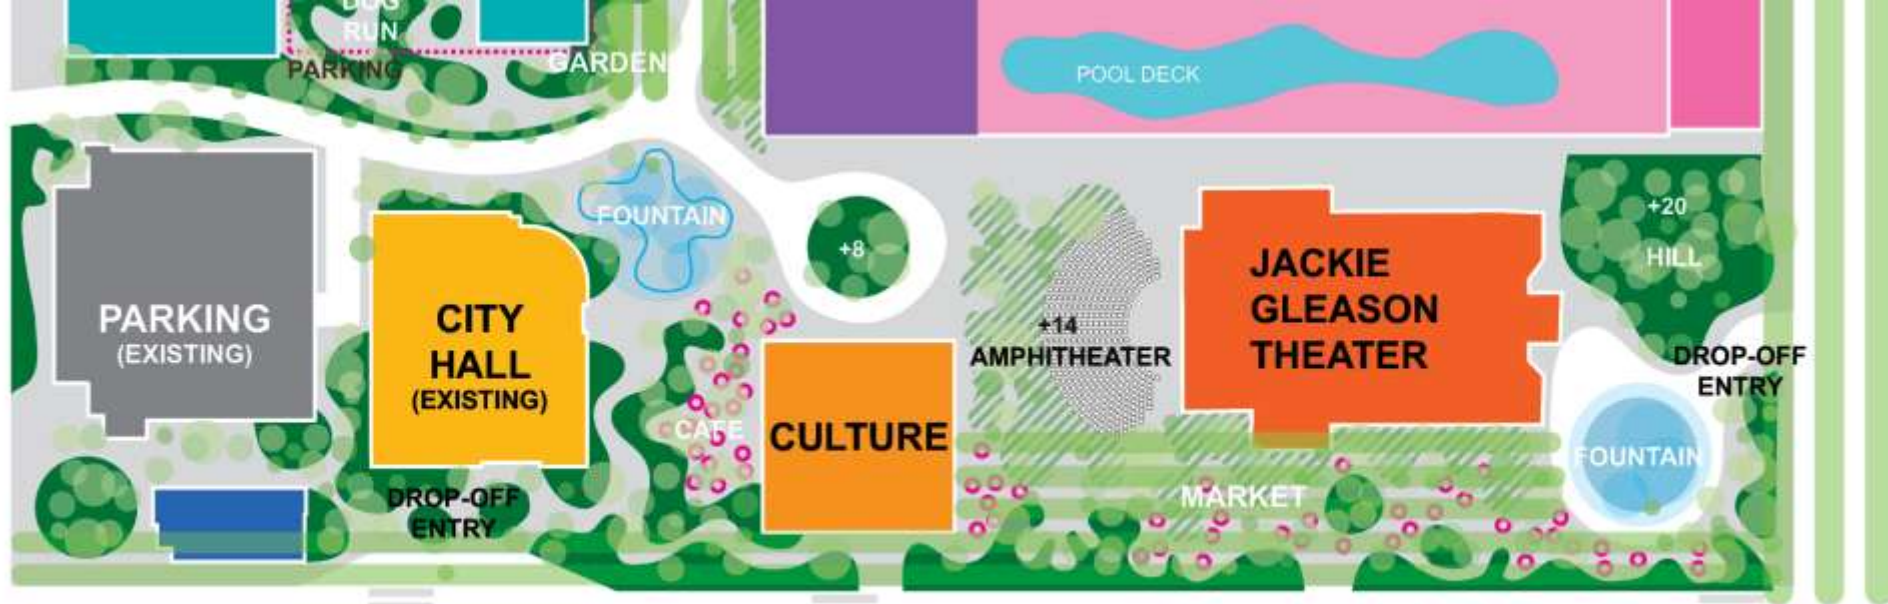 DOG
RUN
PARKING
GARDEN
POOL DECK
FOUNTAIN
+8
+20
HILL
PARKING
(EXISTING)
CITY
HALL
(EXISTING)
JACKIE
GLEASON
THEATER
+14
AMPHITHEATER
DROP-OFF
ENTRY
CAFE
CULTURE
FOUNTAIN
MARKET
DROP-OFF
ENTRY